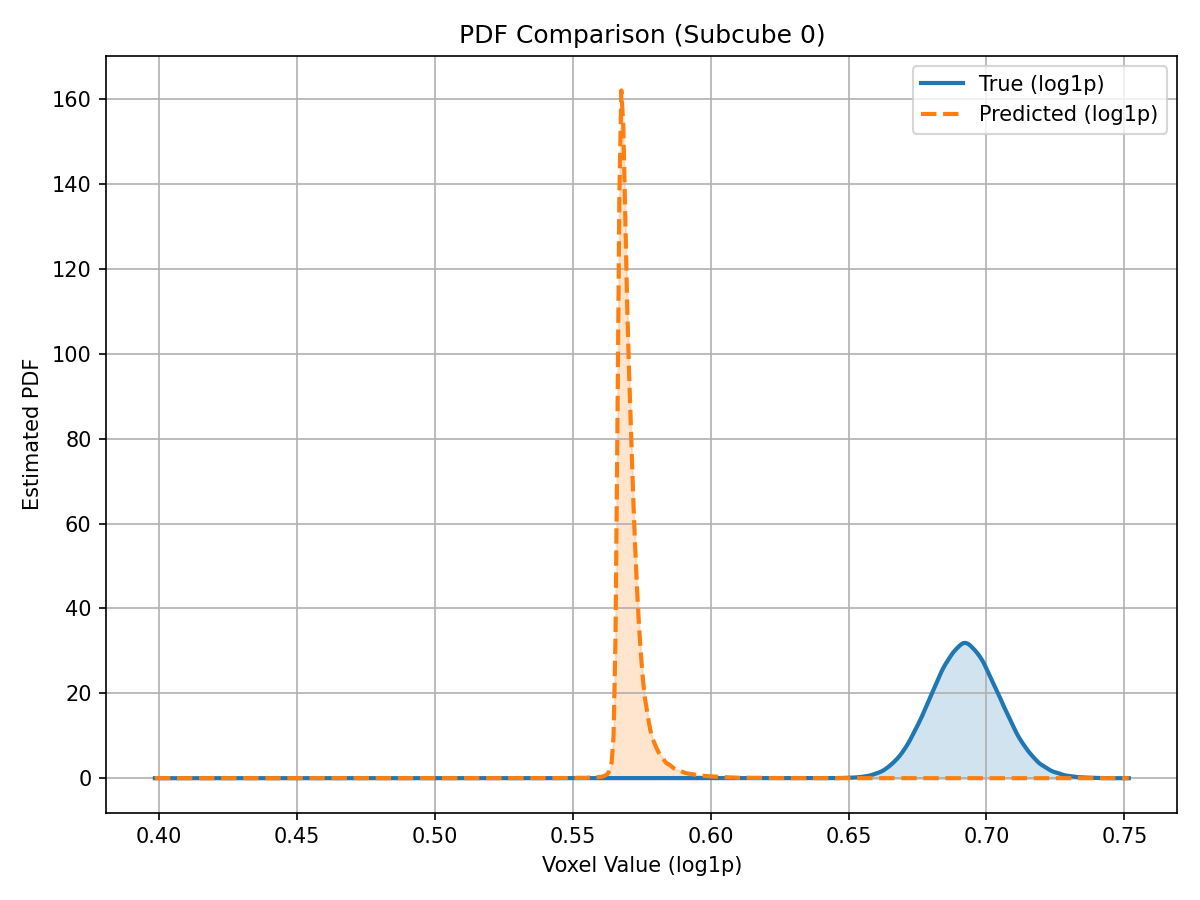 PDF Comparison (Subcube 0)
True (log1p)
Predicted (log1p)
Estimated PDF
160
140
120
100
80
60
40
20
0
0.40 0.45 0.50 0.55 0.60 0.65 0.70 0.75
Voxel Value (log1p)